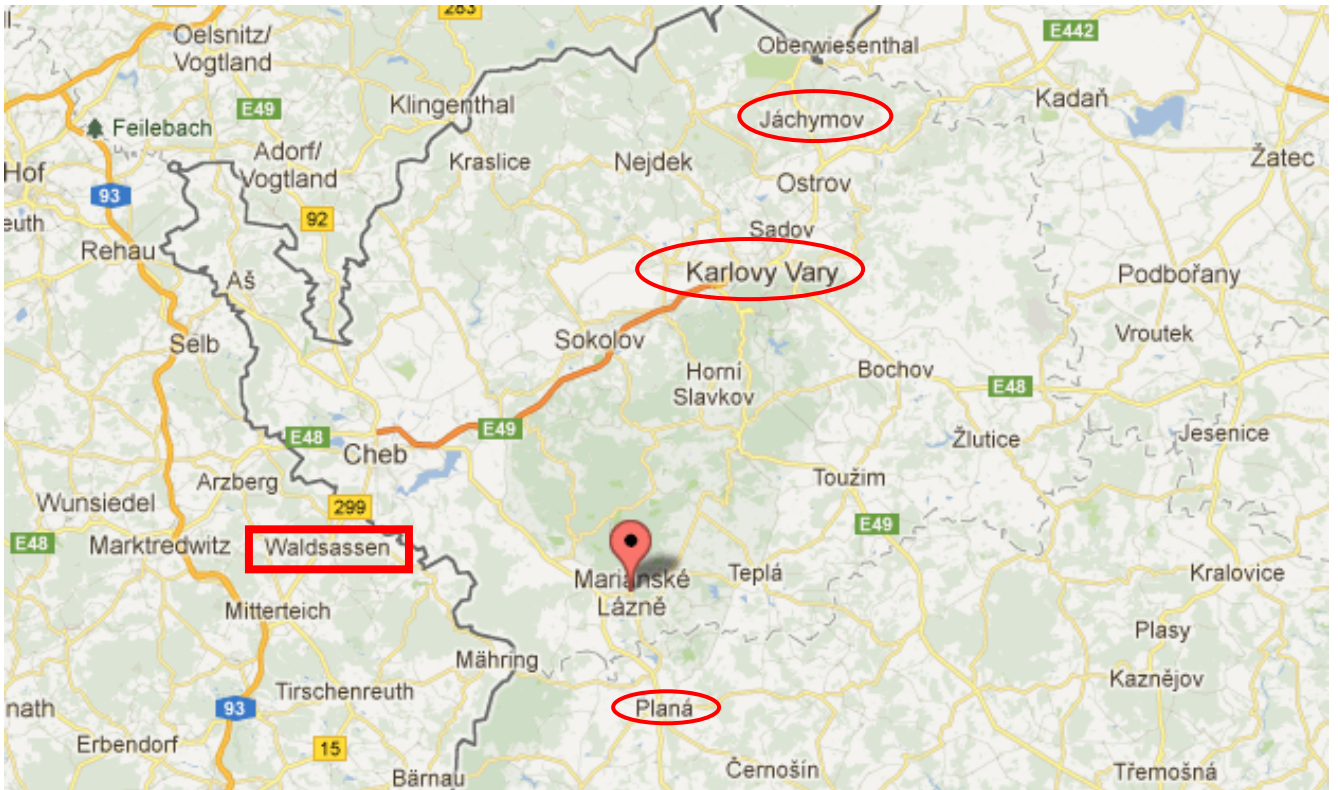 283
Oelsnitz/
Vogtland
Oberwiesenthal
E442
Klingenthal
E49
Kadaň
Feilebach
Jáchymov
Adorf/
Vogtland
Kraslice
Nejdek
Žatec
Hof
Ostrov
93
92
euth
Sadov
Rehau
Aš
Karlovy Vary
Podbořany
Selb
Sokolov
Vroutek
Horní
Slavkov
Bochov
E48
E48
E49
Cheb
Žlutice
Jesenice
Arzberg
Toužim
Wunsiedel
299
E49
E48
Marktredwitz
Waldsassen
Mariánské
Lázně
Teplá
Kralovice
Mitterteich
Plasy
Mähring
Kaznějov
Tirschenreuth
nath
93
Planá
Erbendorf
15
Bärnau
Černošín
Třemošná